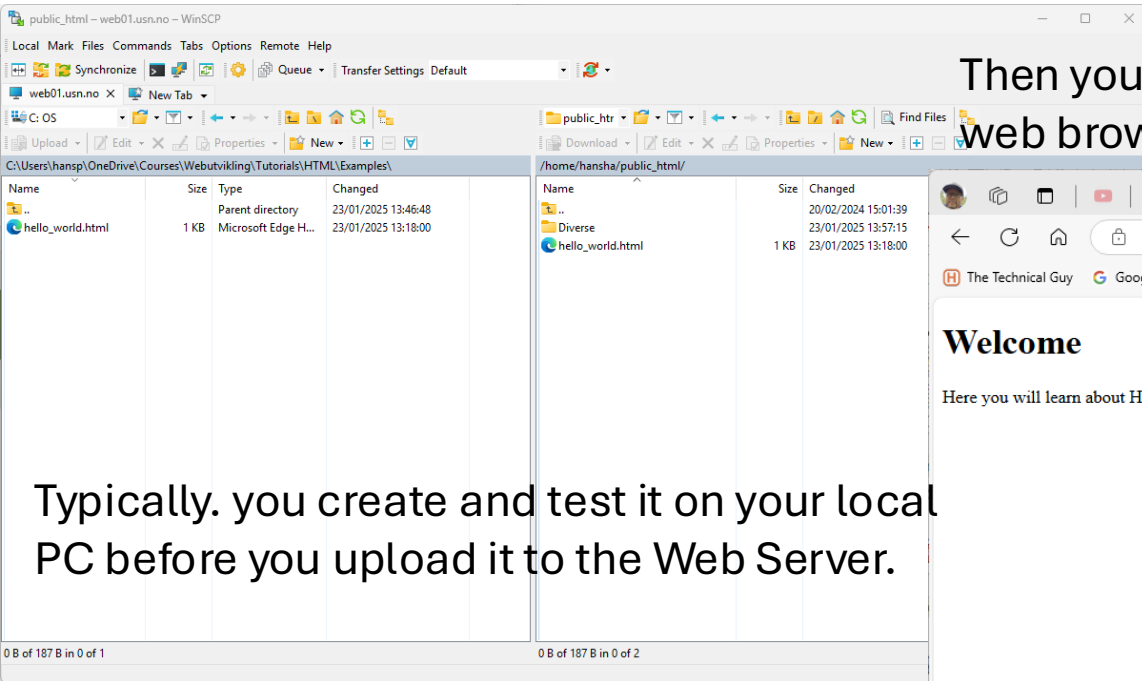 public_html – web01.usn.no – WinSCP
Local Mark Files Commands Tabs Options Remote Help
Synchronize Queue Transfer Settings Default
web01.usn.no × New Tab
C: OS
public_htr Find Files
Upload Edit Properties New
Download Edit Properties New
C:\Users\hansp\OneDrive\Courses\Webutvikling\Tutorials\HTML\Examples\
/home/hansha/public_html/
Name Size Type Changed
.. Parent directory 23/01/2025 13:46:48
hello_world.html 1 KB Microsoft Edge H... 23/01/2025 13:18:00
Name Size Changed
.. 20/02/2024 15:01:39
Diverse 23/01/2025 13:57:15
hello_world.html 1 KB 23/01/2025 13:18:00
Then you
web brow
The Technical Guy Goog
Welcome
Here you will learn about H
Typically. you create and test it on your local
PC before you upload it to the Web Server.
0 B of 187 B in 0 of 1
0 B of 187 B in 0 of 2